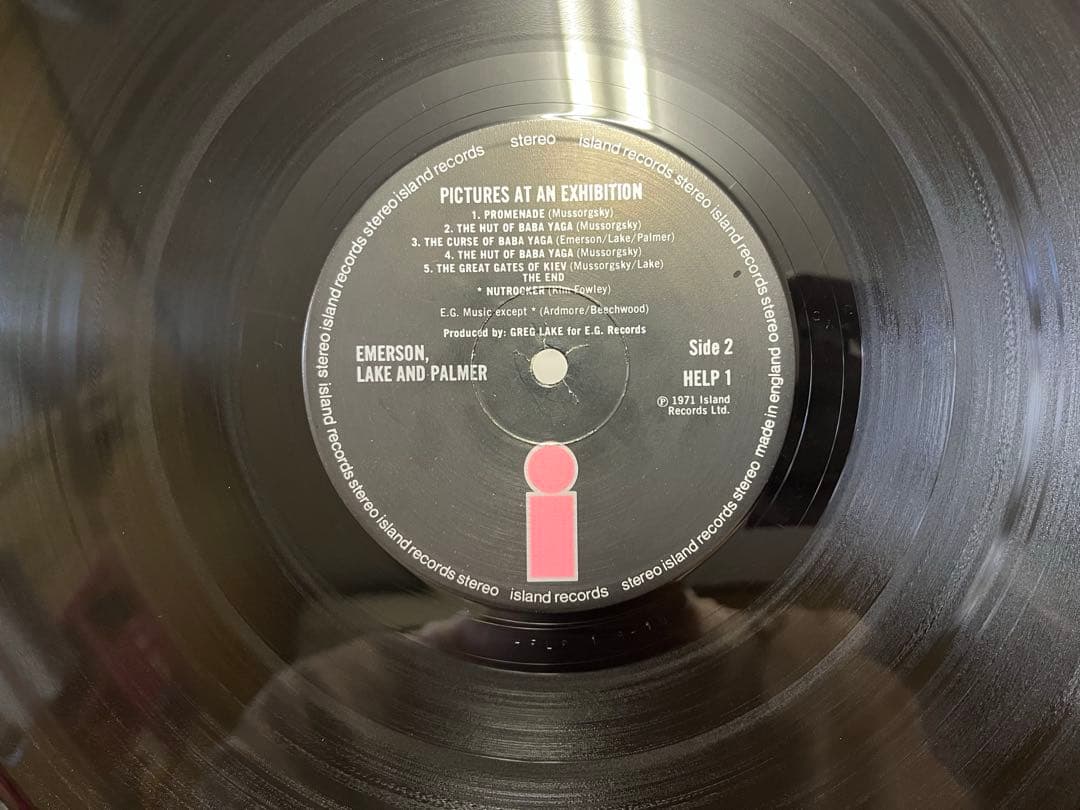 stereo island records stereo island records stereo made in england
island records stereo island records stereo island records stereo island records stereo island records stereo island records
PICTURES AT AN EXHIBITION
1. PROMENADE (Mussorgsky)
2. THE HUT OF BABA YAGA (Mussorgsky)
3. THE CURSE OF BABA YAGA (Emerson/Lake/Palmer)
4. THE HUT OF BABA YAGA (Mussorgsky)
5. THE GREAT GATES OF KIEV (Mussorgsky/Lake)
THE END
* NUTROCKER (Kim Fowley)
E.G. Music except * (Ardmore/Beechwood)
Produced by: GREG LAKE for E.G. Records
EMERSON,
LAKE AND PALMER
Side 2
HELP 1
℗ 1971 Island
Records Ltd.